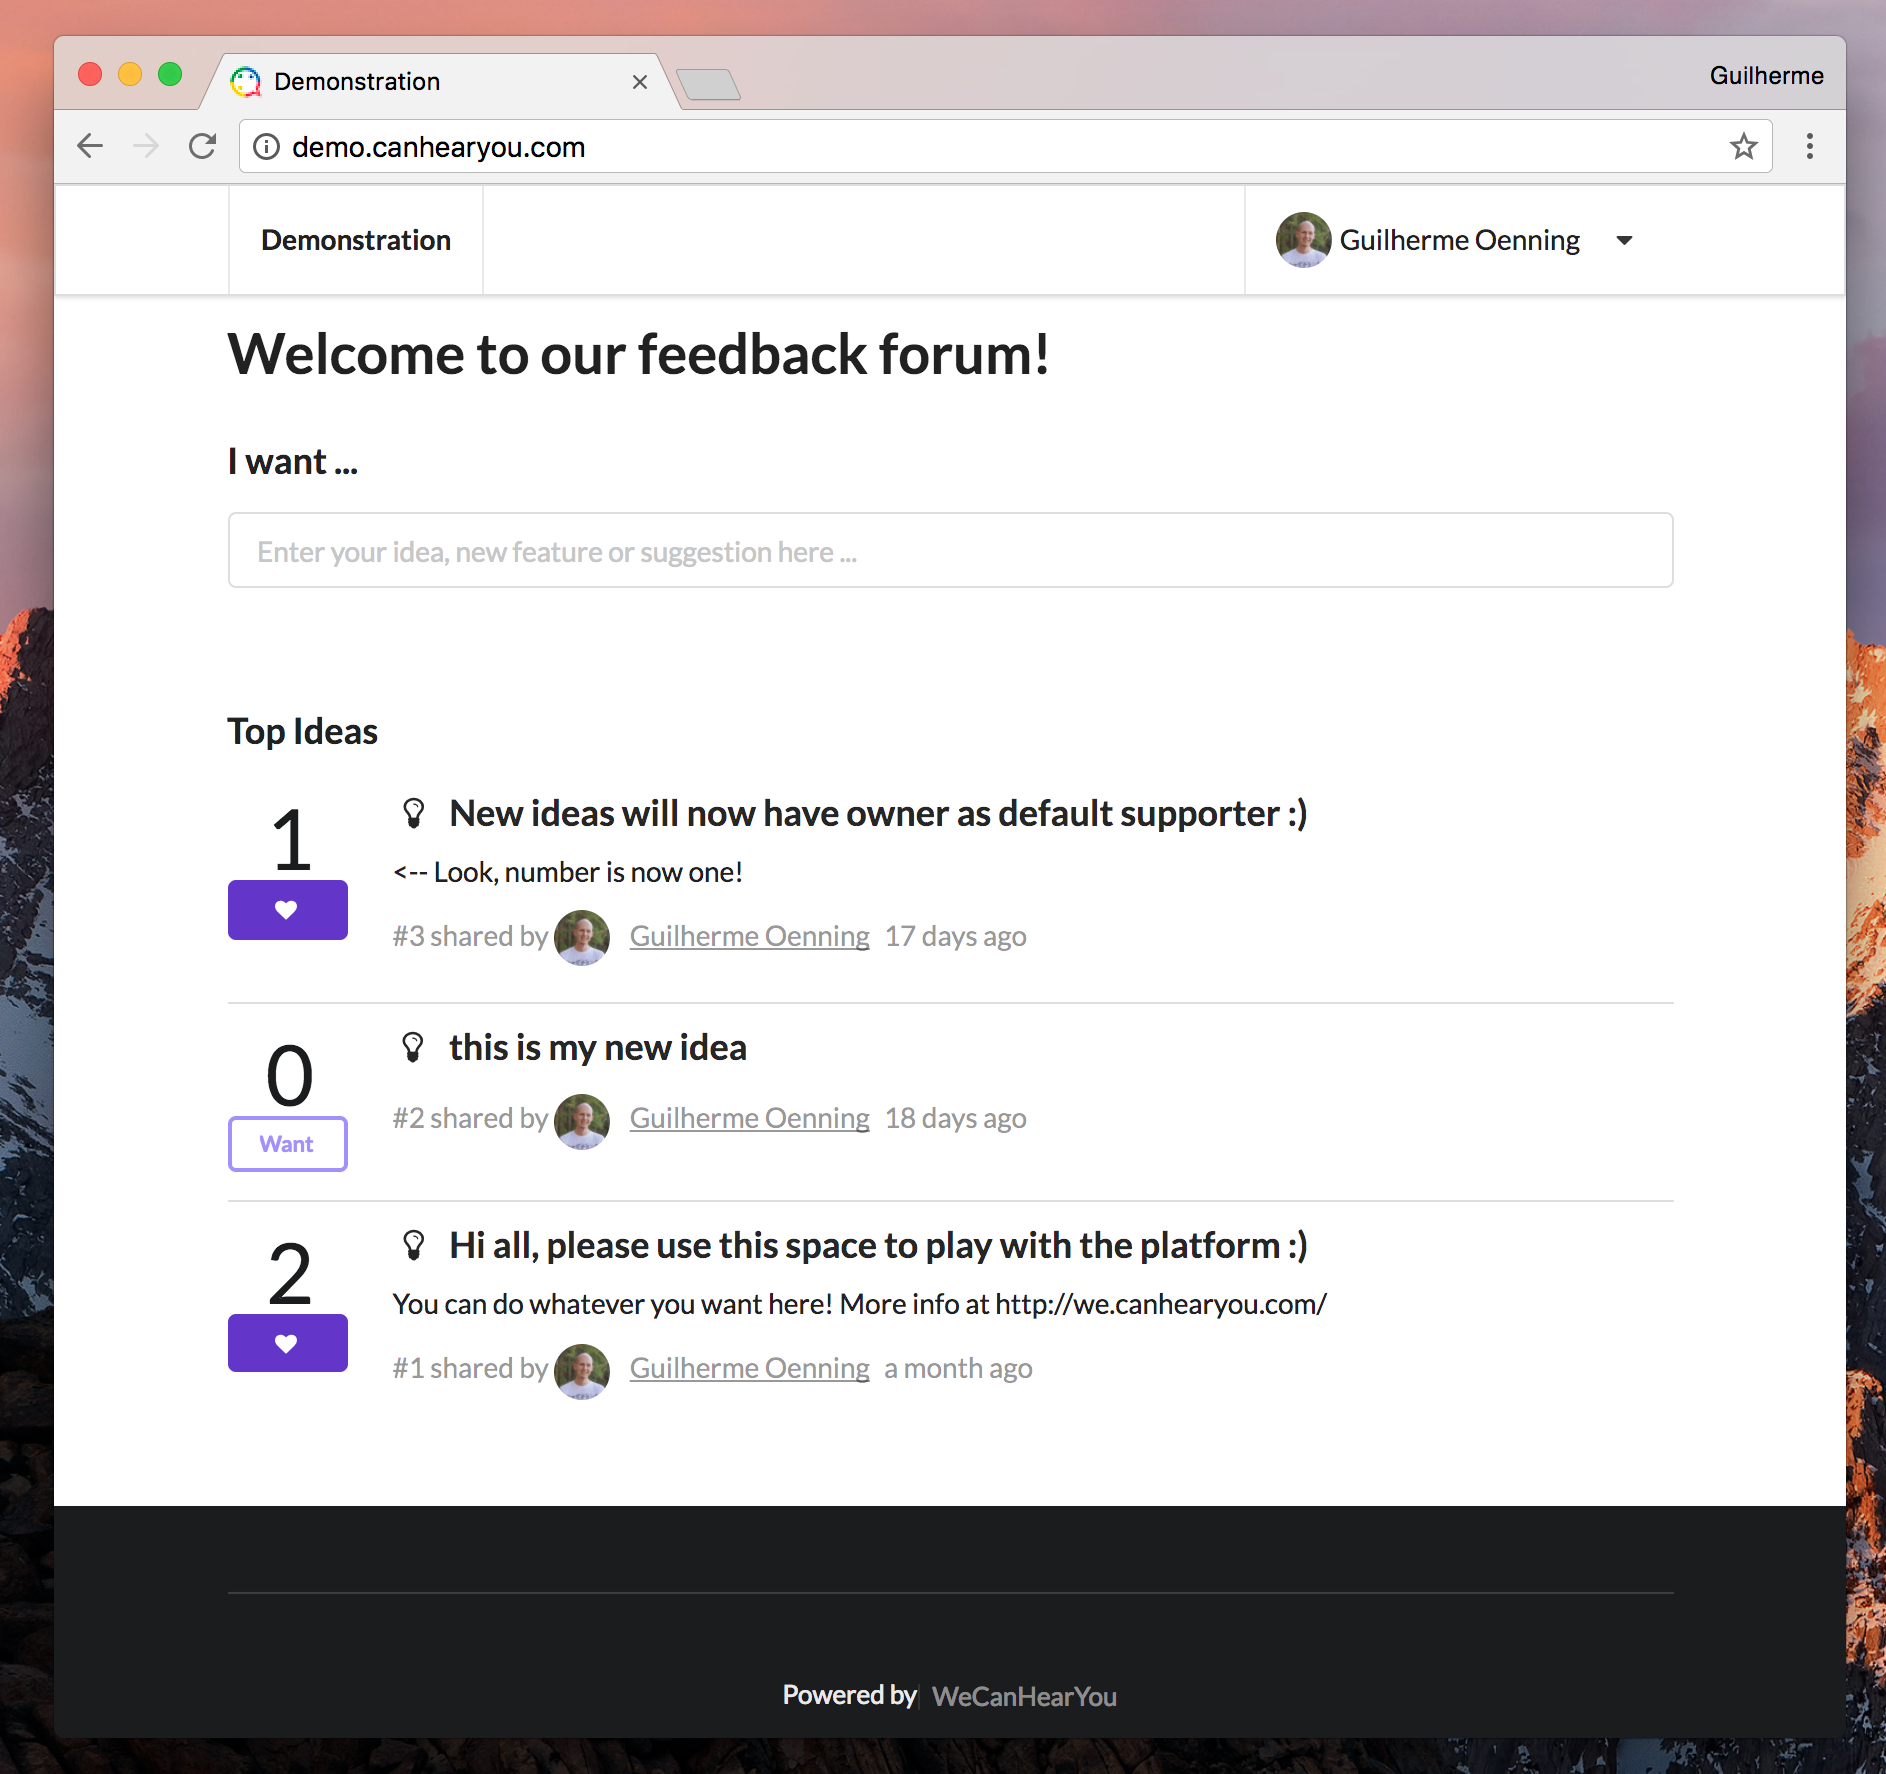 Demonstration
Guilherme
demo.canhearyou.com
Demonstration
Guilherme Oenning
Welcome to our feedback forum!
I want ...
Enter your idea, new feature or suggestion here ...
Top Ideas
1
New ideas will now have owner as default supporter :)
<-- Look, number is now one!
#3 shared by Guilherme Oenning 17 days ago
0
this is my new idea
Want
#2 shared by Guilherme Oenning 18 days ago
2
Hi all, please use this space to play with the platform :)
You can do whatever you want here! More info at http://we.canhearyou.com/
#1 shared by Guilherme Oenning a month ago
Powered by WeCanHearYou